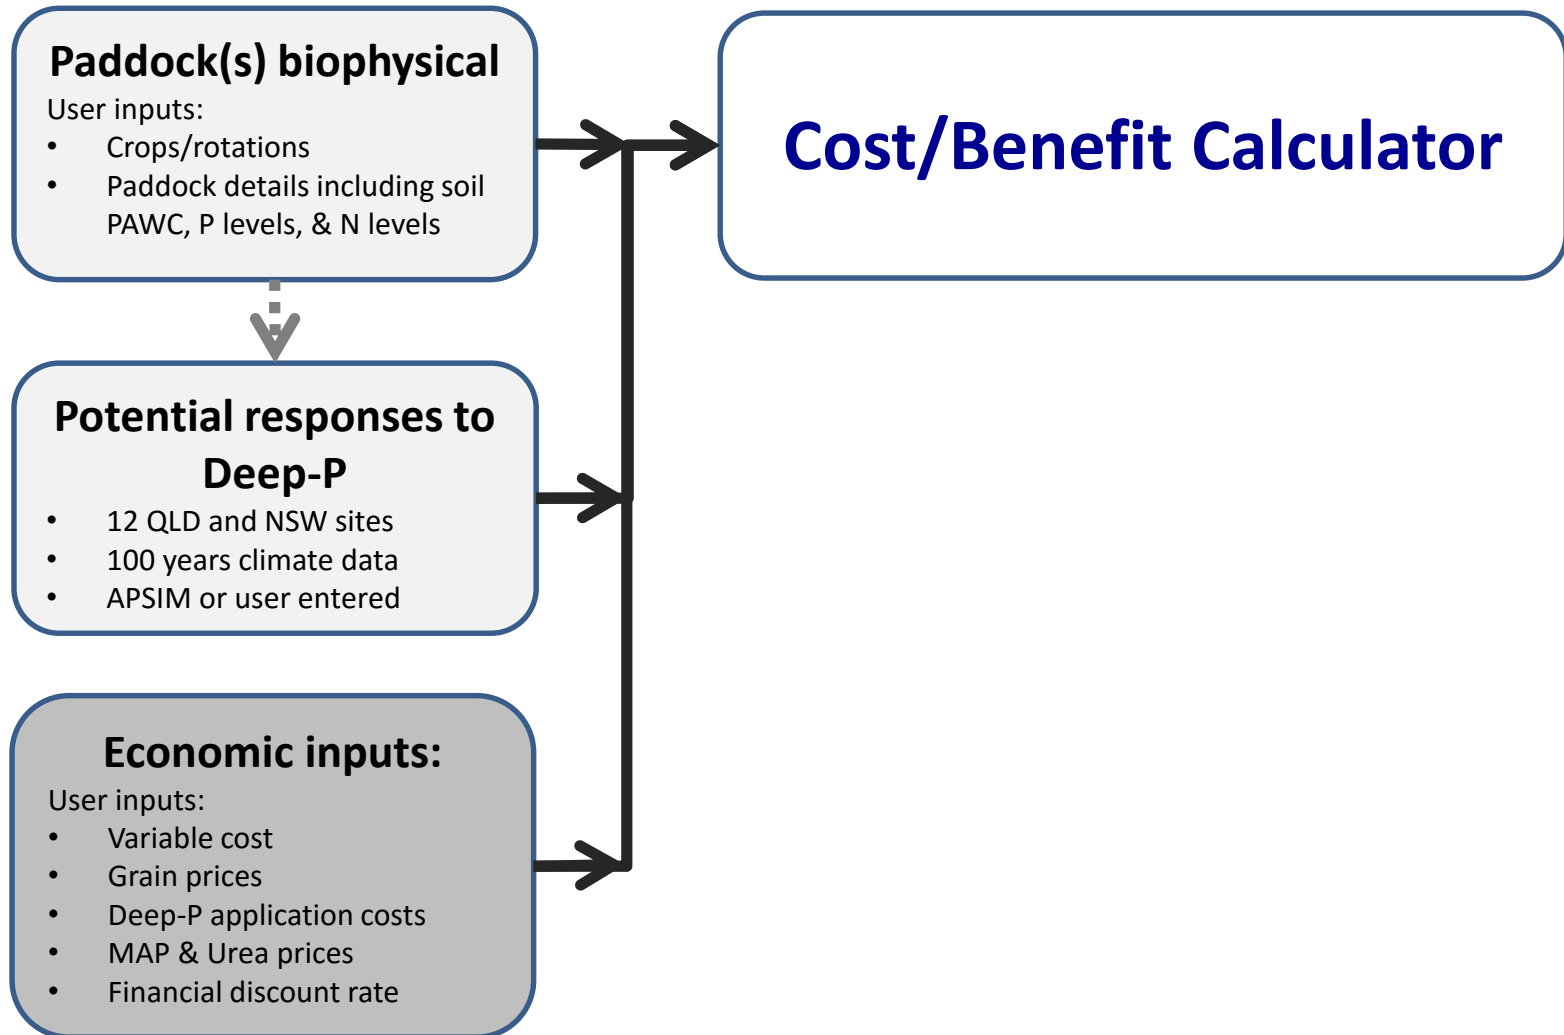 Paddock(s) biophysical
User inputs:
• Crops/rotations
• Paddock details including soil
PAWC, P levels, & N levels
Cost/Benefit Calculator
Potential responses to
Deep-P
• 12 QLD and NSW sites
• 100 years climate data
• APSIM or user entered
Economic inputs:
User inputs:
• Variable cost
• Grain prices
• Deep-P application costs
• MAP & Urea prices
• Financial discount rate